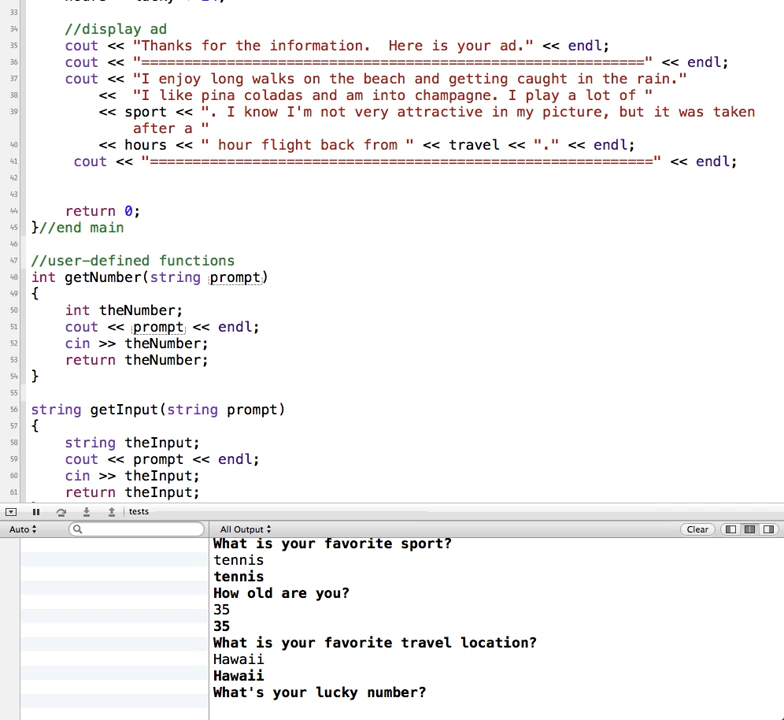 33
34 //display ad
35 cout << "Thanks for the information.  Here is your ad." << endl;
36 cout << "============================================================" << endl;
37 cout << "I enjoy long walks on the beach and getting caught in the rain."
38 << "I like pina coladas and am into champagne. I play a lot of "
39 << sport << ". I know I'm not very attractive in my picture, but it was taken
after a "
40 << hours << " hour flight back from " << travel << "." << endl;
41 cout << "============================================================" << endl;
42
43
44 return 0;
45 }//end main
46
47 //user-defined functions
48 int getNumber(string prompt)
49 {
50 int theNumber;
51 cout << prompt << endl;
52 cin >> theNumber;
53 return theNumber;
54 }
55
56 string getInput(string prompt)
57 {
58 string theInput;
59 cout << prompt << endl;
60 cin >> theInput;
61 return theInput;
tests
Auto All Output Clear
What is your favorite sport?
tennis
tennis
How old are you?
35
35
What is your favorite travel location?
Hawaii
Hawaii
What's your lucky number?